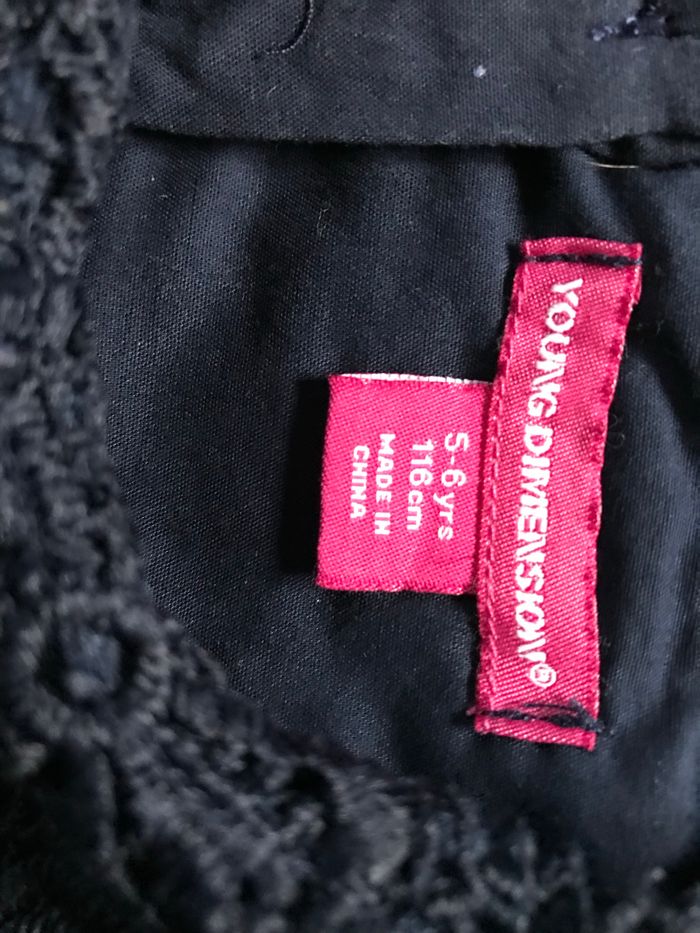 YOUNG DIMENSION®
5-6 yrs
116cm
MADE IN
CHINA